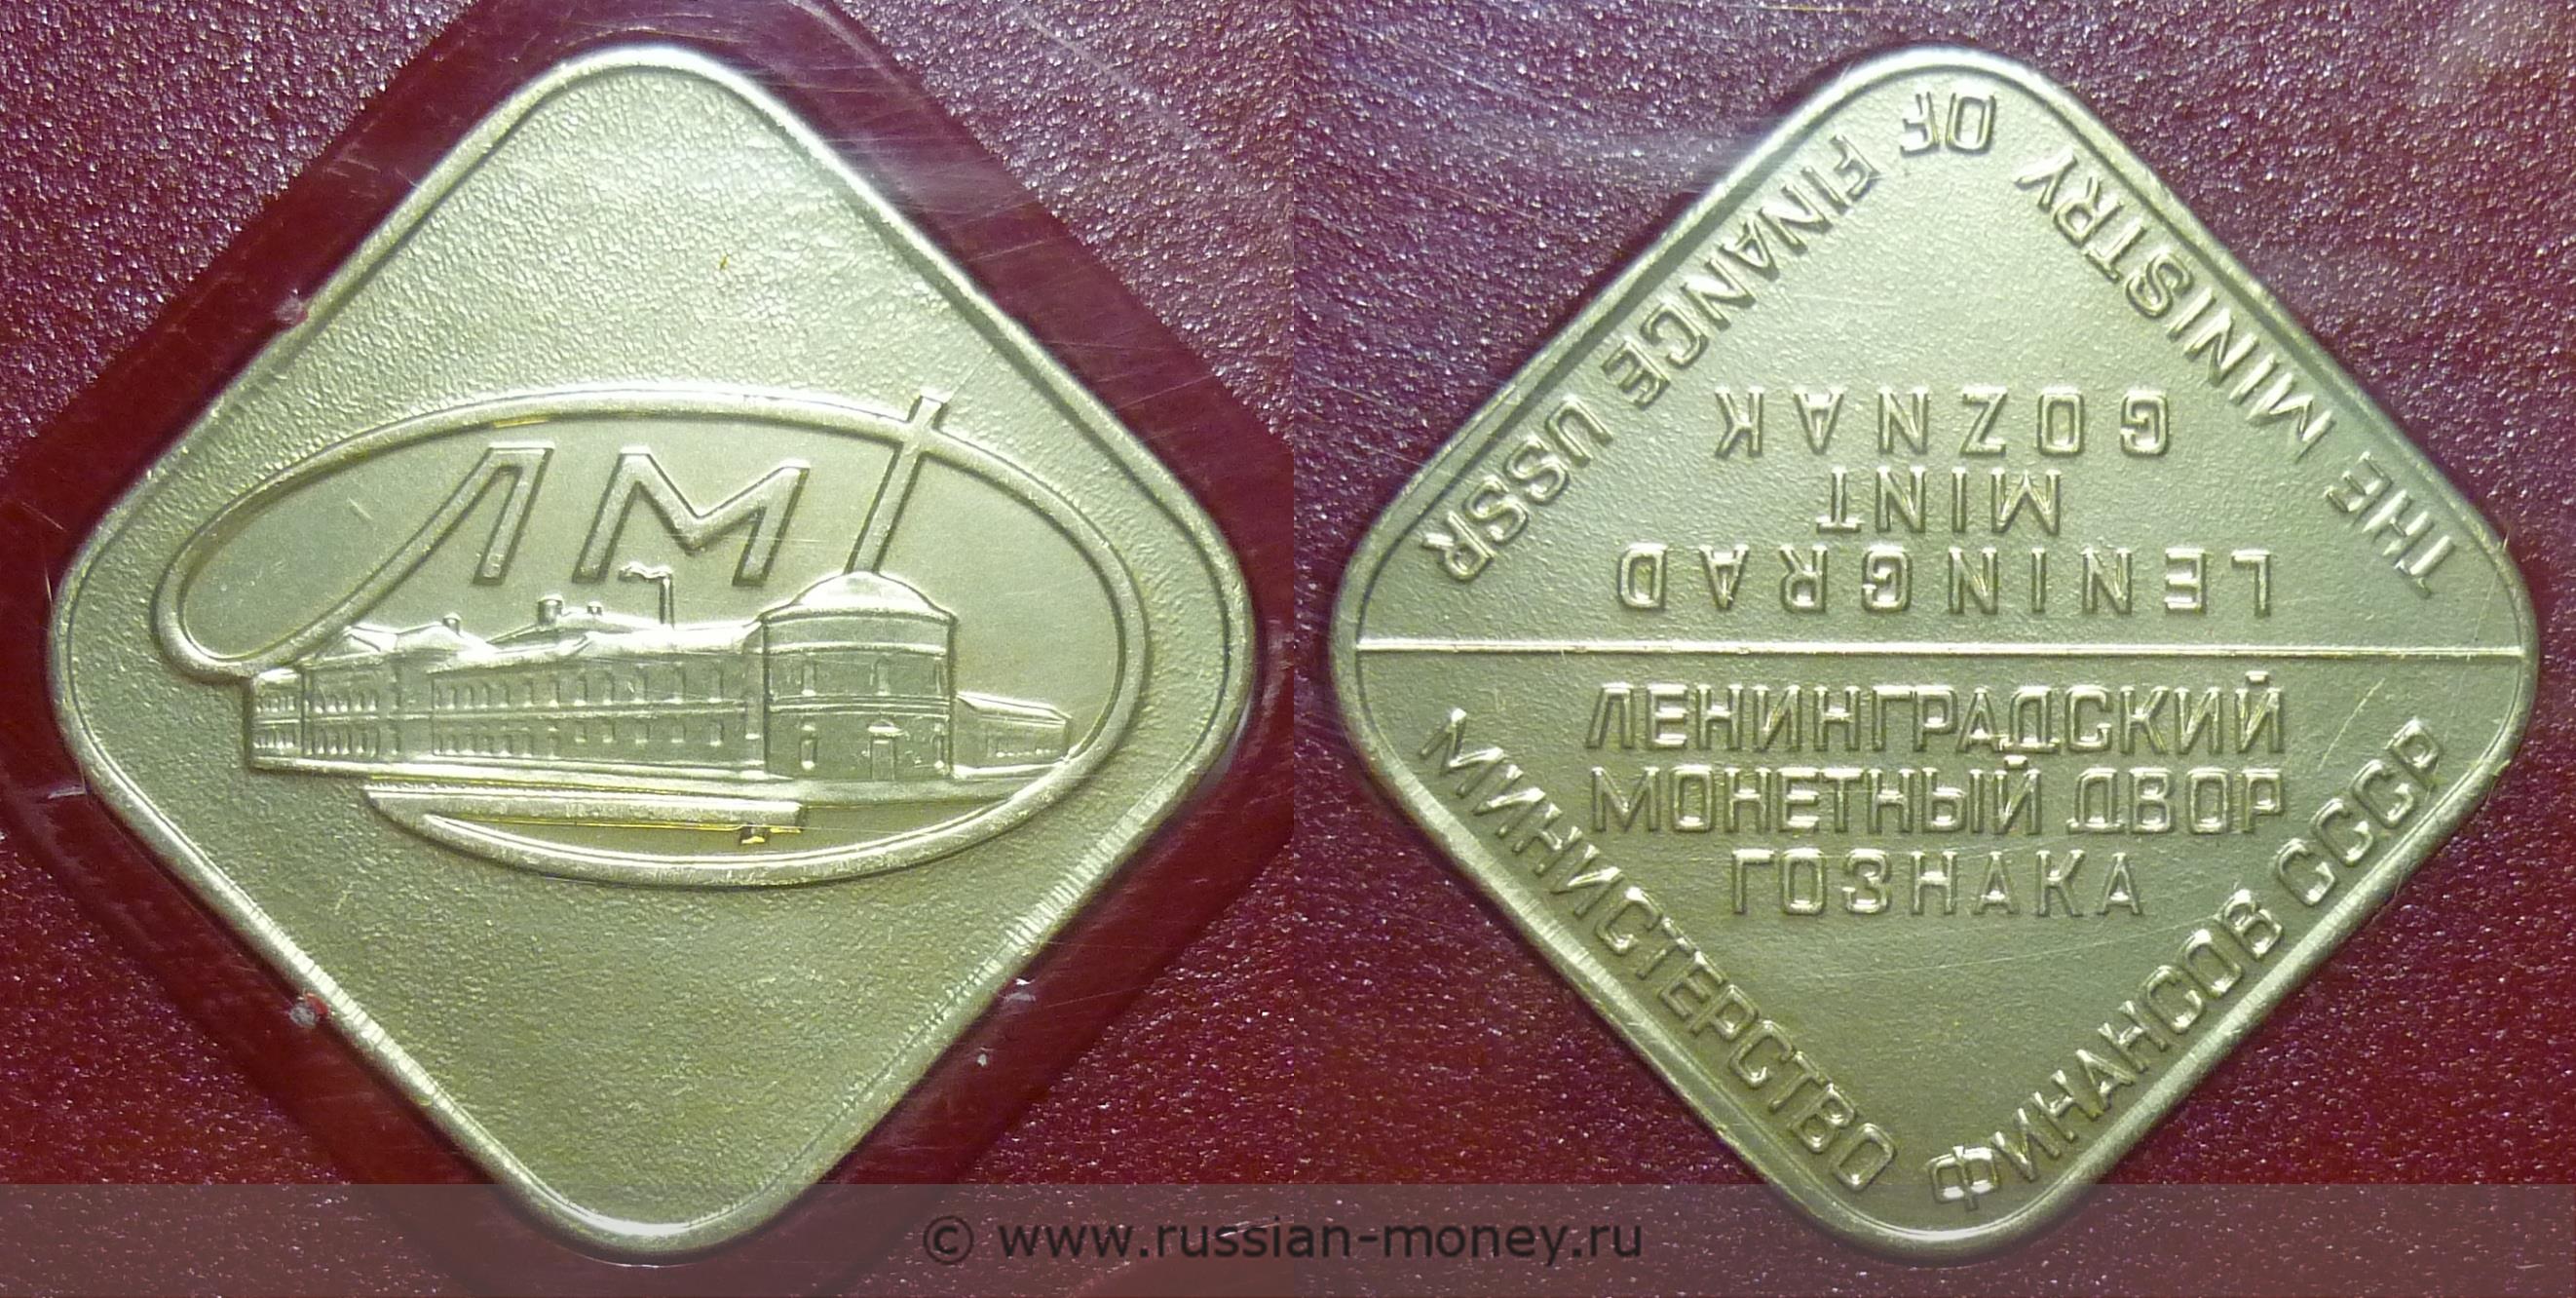 ЛМД
THE MINISTRY OF FINANCE USSR
LENINGRAD
MINT
GOZNAK
ЛЕНИНГРАДСКИЙ
МОНЕТНЫЙ ДВОР
ГОЗНАКА
МИНИСТЕРСТВО ФИНАНСОВ СССР
© www.russian-money.ru